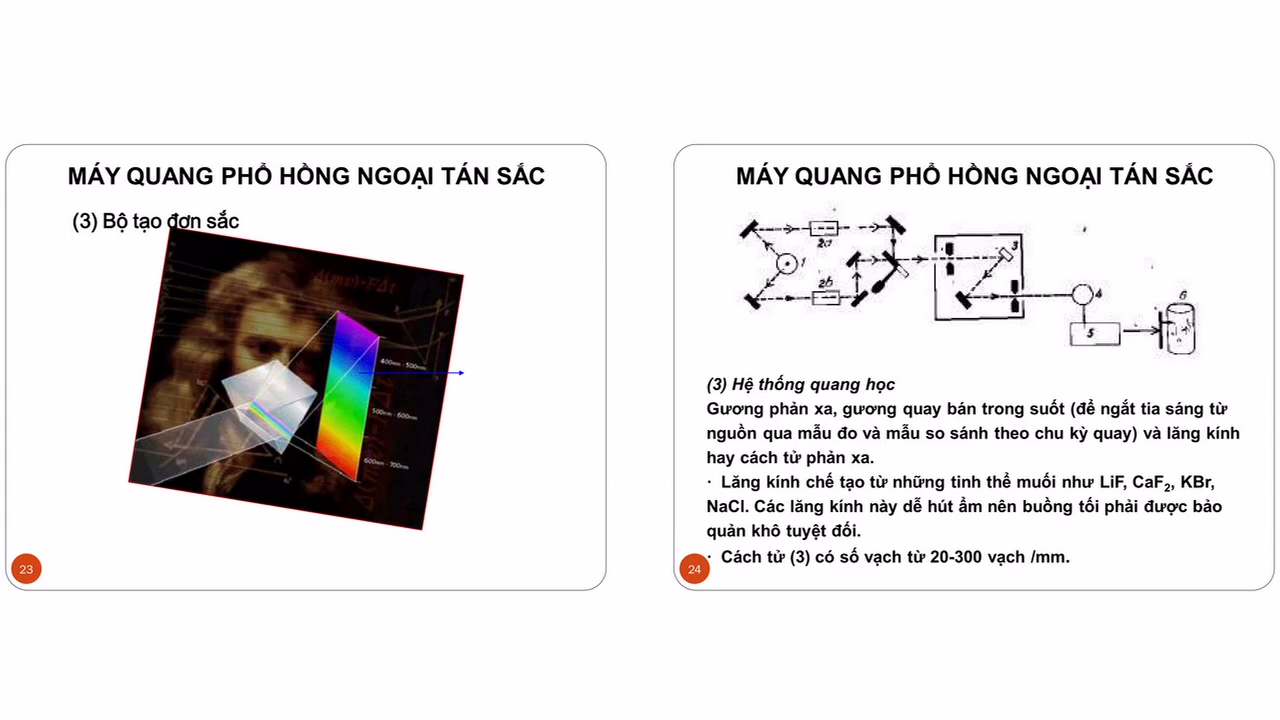 MÁY QUANG PHỔ HỒNG NGOẠI TÁN SẮC
(3) Bộ tạo đơn sắc
Δ(mv)=FΔt
400nm - 500nm
500nm - 600nm
600nm - 700nm
23
MÁY QUANG PHỔ HỒNG NGOẠI TÁN SẮC
2a
3
1
2b
4
6
5
(3) Hệ thống quang học
Gương phản xa, gương quay bán trong suốt (để ngắt tia sáng từ
nguồn qua mẫu đo và mẫu so sánh theo chu kỳ quay) và lăng kính
hay cách tử phản xa.
· Lăng kính chế tạo từ những tinh thể muối như LiF, CaF₂, KBr,
NaCl. Các lăng kính này dễ hút ẩm nên buồng tối phải được bảo
quản khô tuyệt đối.
· Cách tử (3) có số vạch từ 20-300 vạch /mm.
24